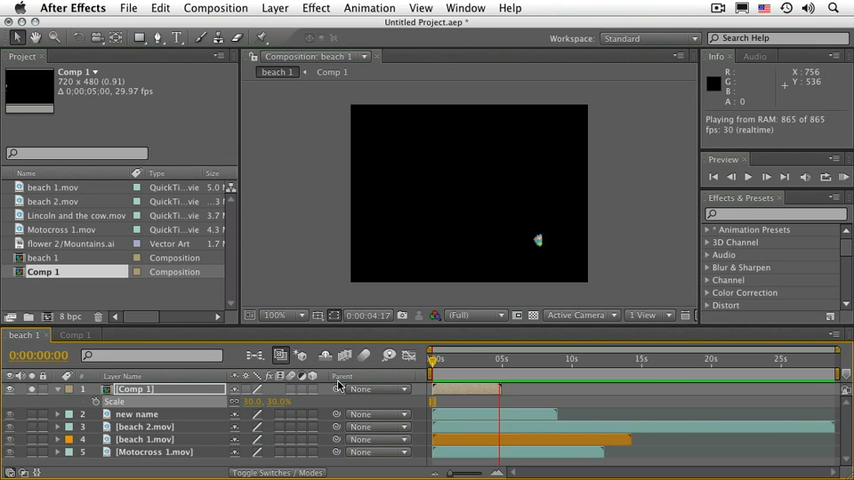 After Effects File Edit Composition Layer Effect Animation View Window Help
Untitled Project.aep *
Workspace: Standard Search Help
Project
Comp 1
720 x 480 (0.91)
Δ 0;00;05;00, 29.97 fps
Composition: beach 1
beach 1 Comp 1
Info Audio
R :
G :
B :
A : 0
X : 756
Y : 536
Playing from RAM: 865 of 865
fps: 30 (realtime)
Preview
Effects & Presets
* Animation Presets
3D Channel
Audio
Blur & Sharpen
Channel
Color Correction
Distort
Name Type Size
beach 1.mov QuickTi...vie 5.0 M
beach 2.mov QuickTi...vie ...3 M
Lincoln and the cow.mov QuickTi...vie 3.7 M
Motocross 1.mov QuickTi...vie 4.3 M
flower 2/Mountains.ai Vector Art 1.7 M
beach 1 Composition
Comp 1 Composition
8 bpc
100% 0;00;04;17 (Full) Active Camera 1 View
beach 1 Comp 1
0;00;00;00
# Layer Name Parent
00s 05s 10s 15s 20s 25s
1 [Comp 1] None
Scale 30.0, 30.0%
2 new name None
3 [beach 2.mov] None
4 [beach 1.mov] None
5 [Motocross 1.mov] None
Toggle Switches / Modes